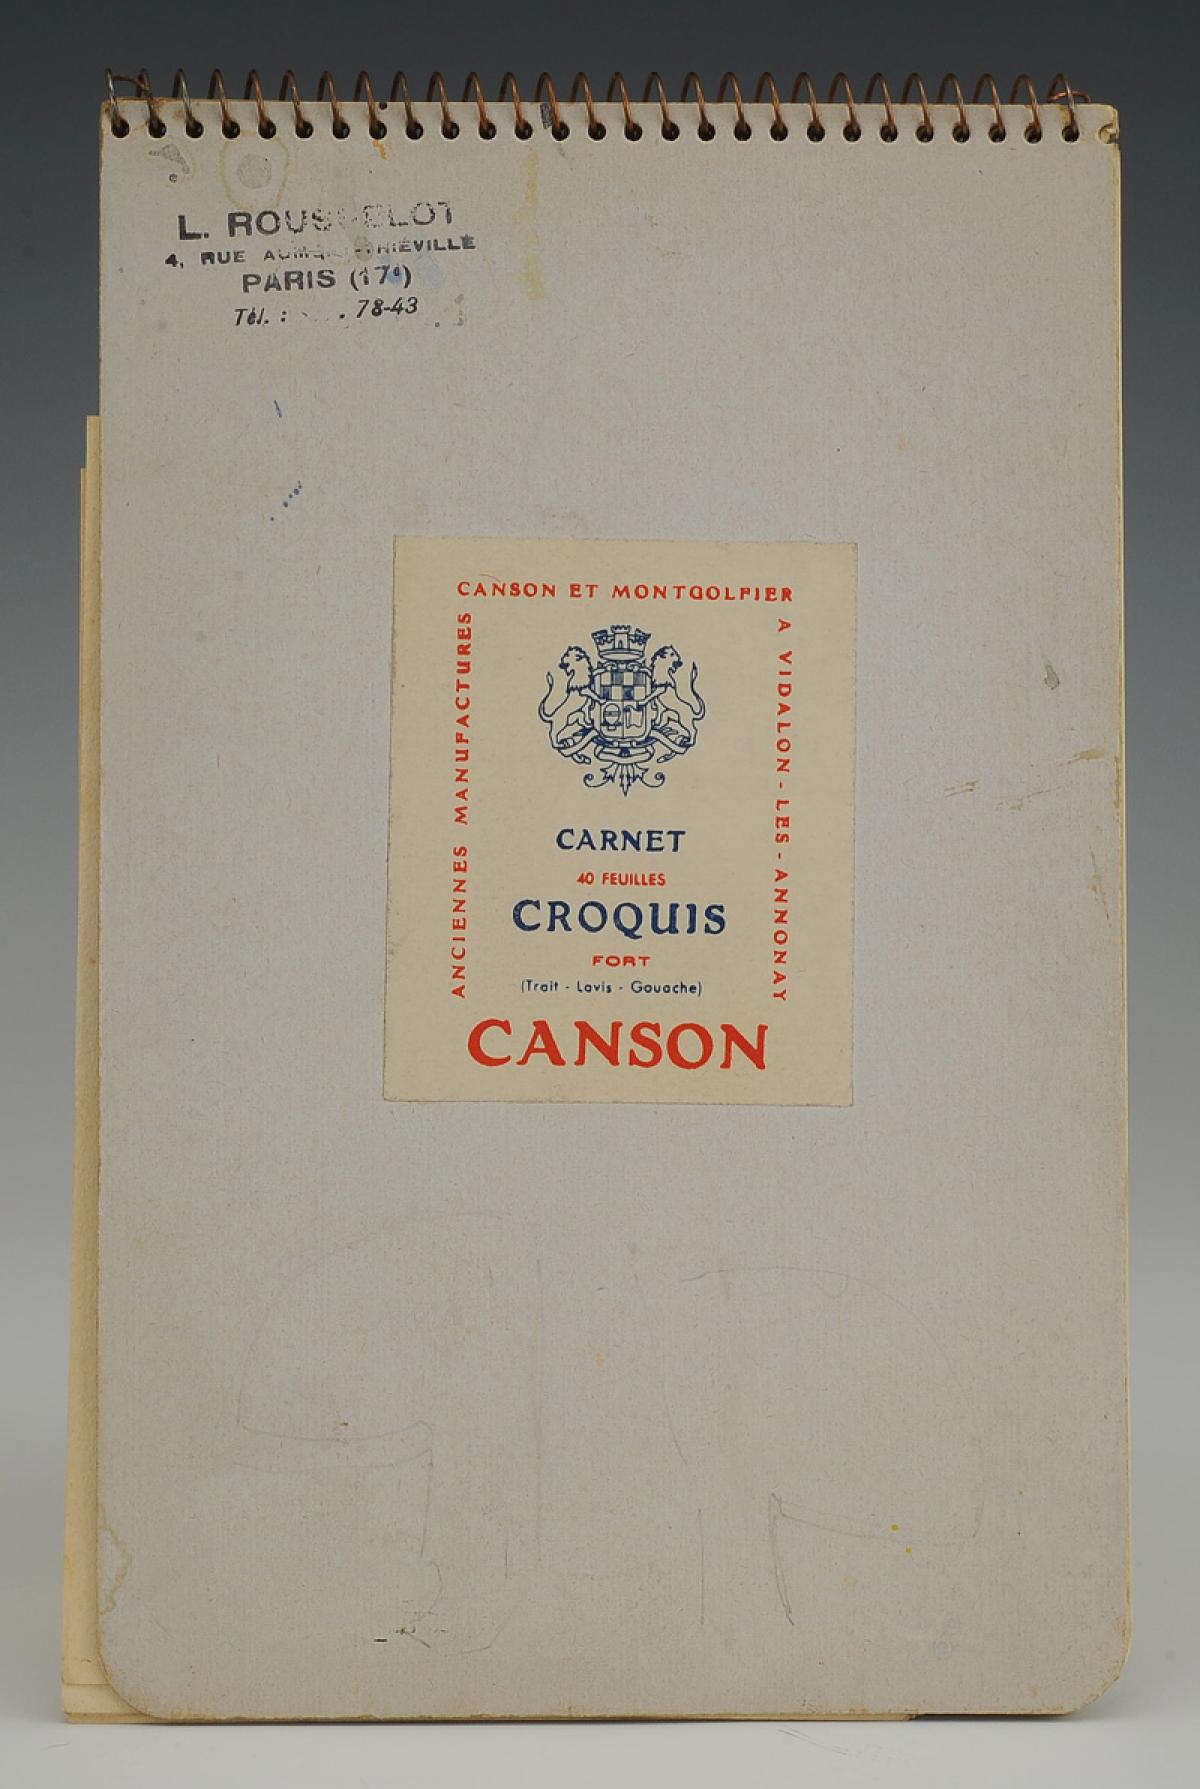 L.
4, RUE
PARIS (17e)
Tél. : . 78-43
CANSON ET MONTGOLFIER
ANCIENNES MANUFACTURES
A VIDALON-LES-ANNONAY
CARNET
40 FEUILLES
CROQUIS
FORT
(Trait - Lavis - Gouache)
CANSON